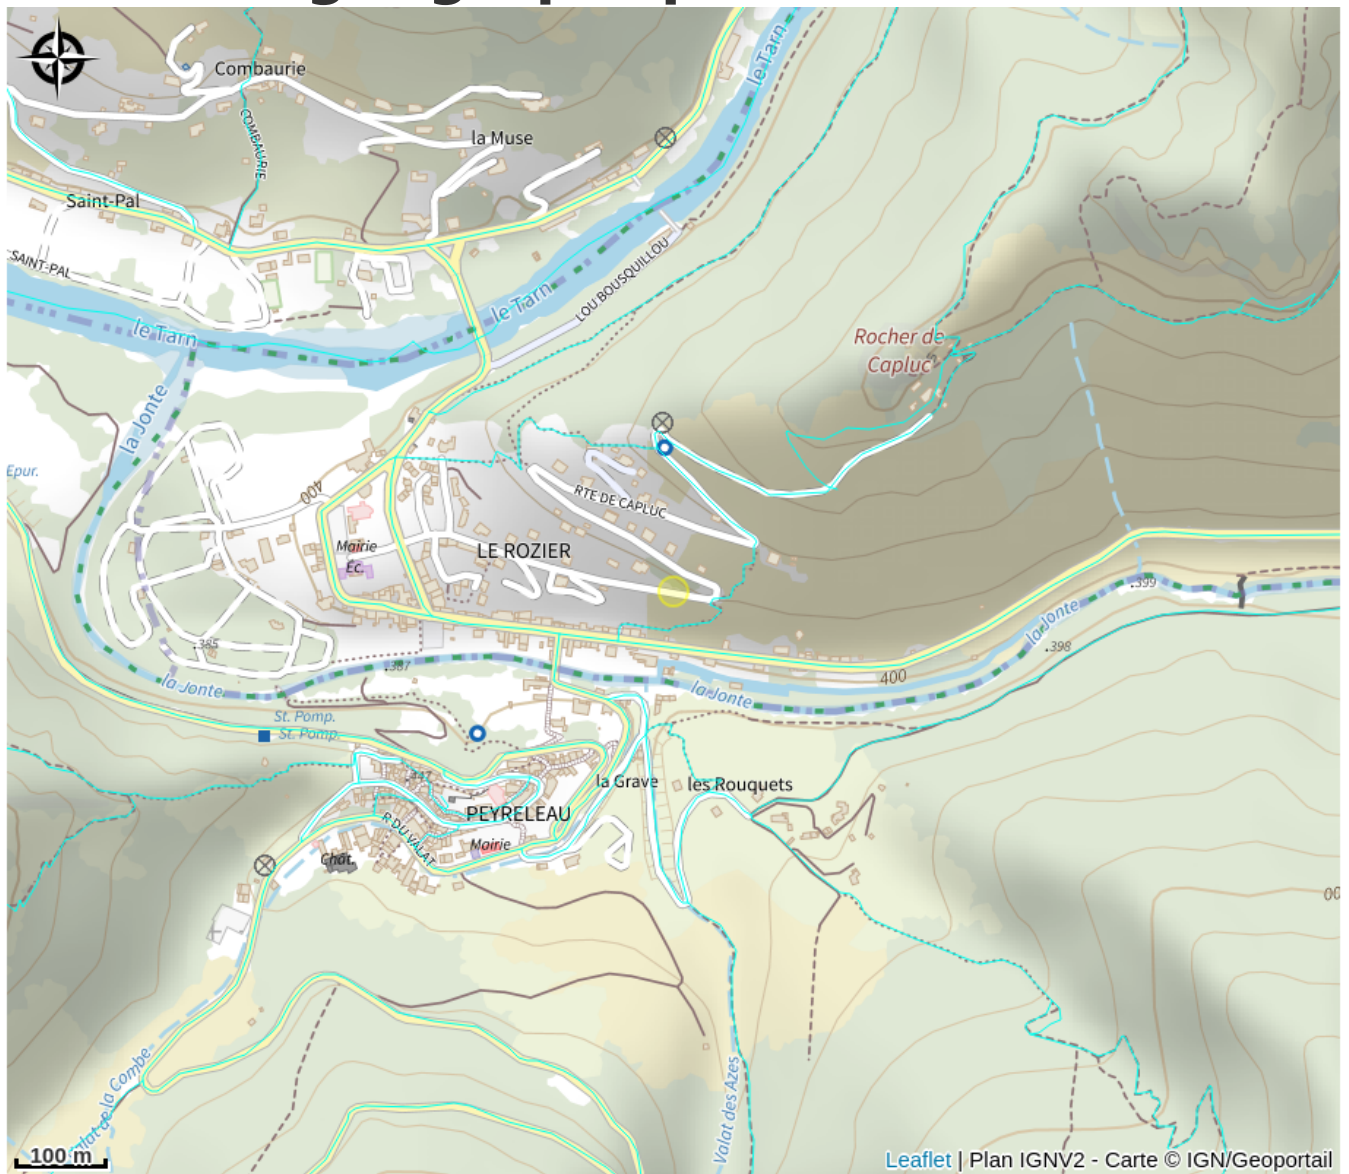 le Tarn
Combaurie
COMBAURIE
la Muse
Saint-Pal
SAINT-PAL
LOU BOUSQUILLOU
le Tarn
le Tarn
Rocher de
Capluc
la Jonte
Epur.
400
RTE DE CAPLUC
Mairie
Éc.
LE ROZIER
399
la Jonte
398
385
387
400
la Jonte
la Jonte
St. Pomp.
St. Pomp.
447
la Grave
les Rouquets
PEYRELEAU
R DU VALAT
Mairie
Chât.
00
Valat de la Combe
Valat des Azes
100 m
Leaflet | Plan IGNV2 - Carte © IGN/Geoportail